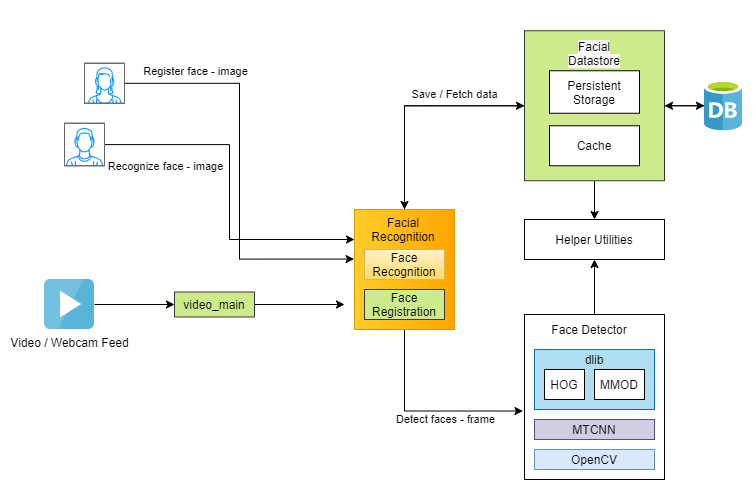 Register face - image
Recognize face - image
Video / Webcam Feed
video_main
Save / Fetch data
Facial
Recognition
Face
Recognition
Face
Registration
Detect faces - frame
Facial
Datastore
Persistent
Storage
Cache
DB
Helper Utilities
Face Detector
dlib
HOG
MMOD
MTCNN
OpenCV